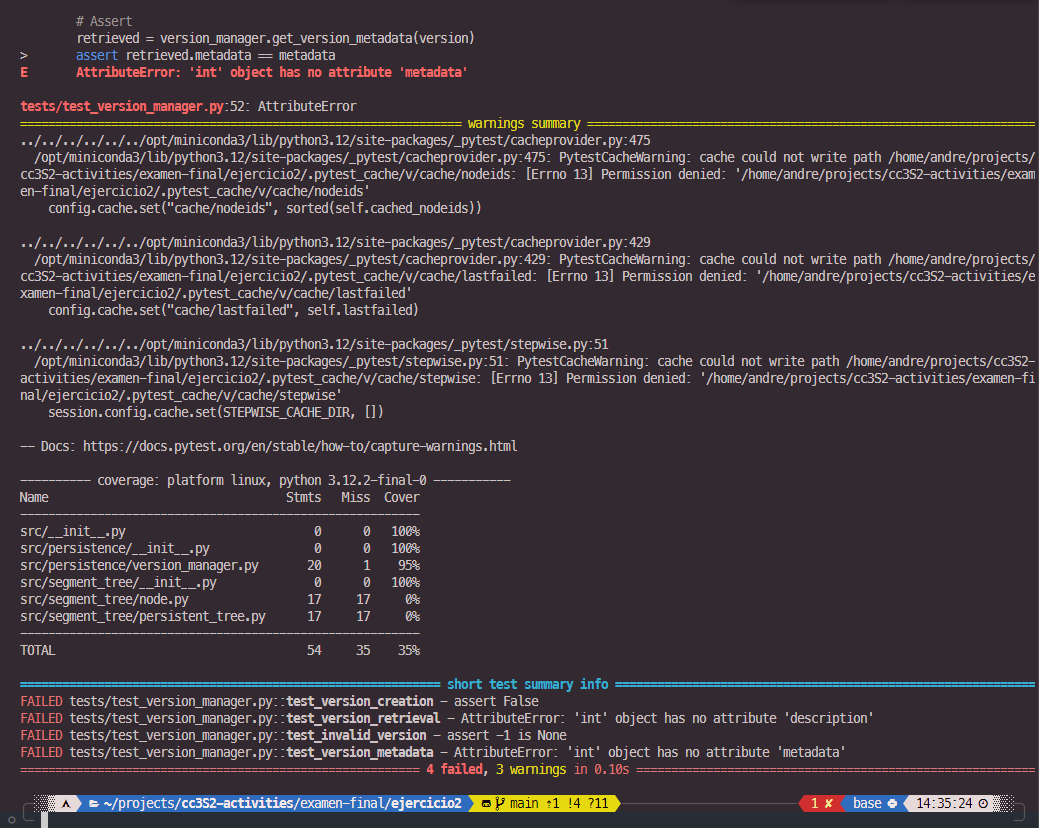 # Assert
retrieved = version_manager.get_version_metadata(version)
> assert retrieved.metadata == metadata
E AttributeError: 'int' object has no attribute 'metadata'
tests/test_version_manager.py:52: AttributeError
warnings summary
../../../../../../opt/miniconda3/lib/python3.12/site-packages/_pytest/cacheprovider.py:475
/opt/miniconda3/lib/python3.12/site-packages/_pytest/cacheprovider.py:475: PytestCacheWarning: cache could not write path /home/andre/projects/
cc3S2-activities/examen-final/ejercicio2/.pytest_cache/v/cache/nodeids: [Errno 13] Permission denied: '/home/andre/projects/cc3S2-activities/exam
en-final/ejercicio2/.pytest_cache/v/cache/nodeids'
config.cache.set("cache/nodeids", sorted(self.cached_nodeids))
../../../../../../opt/miniconda3/lib/python3.12/site-packages/_pytest/cacheprovider.py:429
/opt/miniconda3/lib/python3.12/site-packages/_pytest/cacheprovider.py:429: PytestCacheWarning: cache could not write path /home/andre/projects/
cc3S2-activities/examen-final/ejercicio2/.pytest_cache/v/cache/lastfailed: [Errno 13] Permission denied: '/home/andre/projects/cc3S2-activities/e
xamen-final/ejercicio2/.pytest_cache/v/cache/lastfailed'
config.cache.set("cache/lastfailed", self.lastfailed)
../../../../../../opt/miniconda3/lib/python3.12/site-packages/_pytest/stepwise.py:51
/opt/miniconda3/lib/python3.12/site-packages/_pytest/stepwise.py:51: PytestCacheWarning: cache could not write path /home/andre/projects/cc3S2-
activities/examen-final/ejercicio2/.pytest_cache/v/cache/stepwise: [Errno 13] Permission denied: '/home/andre/projects/cc3S2-activities/examen-fi
nal/ejercicio2/.pytest_cache/v/cache/stepwise'
session.config.cache.set(STEPWISE_CACHE_DIR, [])
-- Docs: https://docs.pytest.org/en/stable/how-to/capture-warnings.html
---------- coverage: platform linux, python 3.12.2-final-0 -----------
Name Stmts Miss Cover
src/__init__.py 0 0 100%
src/persistence/__init__.py 0 0 100%
src/persistence/version_manager.py 20 1 95%
src/segment_tree/__init__.py 0 0 100%
src/segment_tree/node.py 17 17 0%
src/segment_tree/persistent_tree.py 17 17 0%
TOTAL 54 35 35%
short test summary info
FAILED tests/test_version_manager.py::test_version_creation - assert False
FAILED tests/test_version_manager.py::test_version_retrieval - AttributeError: 'int' object has no attribute 'description'
FAILED tests/test_version_manager.py::test_invalid_version - assert -1 is None
FAILED tests/test_version_manager.py::test_version_metadata - AttributeError: 'int' object has no attribute 'metadata'
4 failed, 3 warnings in 0.10s
~/projects/cc3S2-activities/examen-final/ejercicio2 main ⇡1 !4 ?11 1 ✘ base 14:35:24